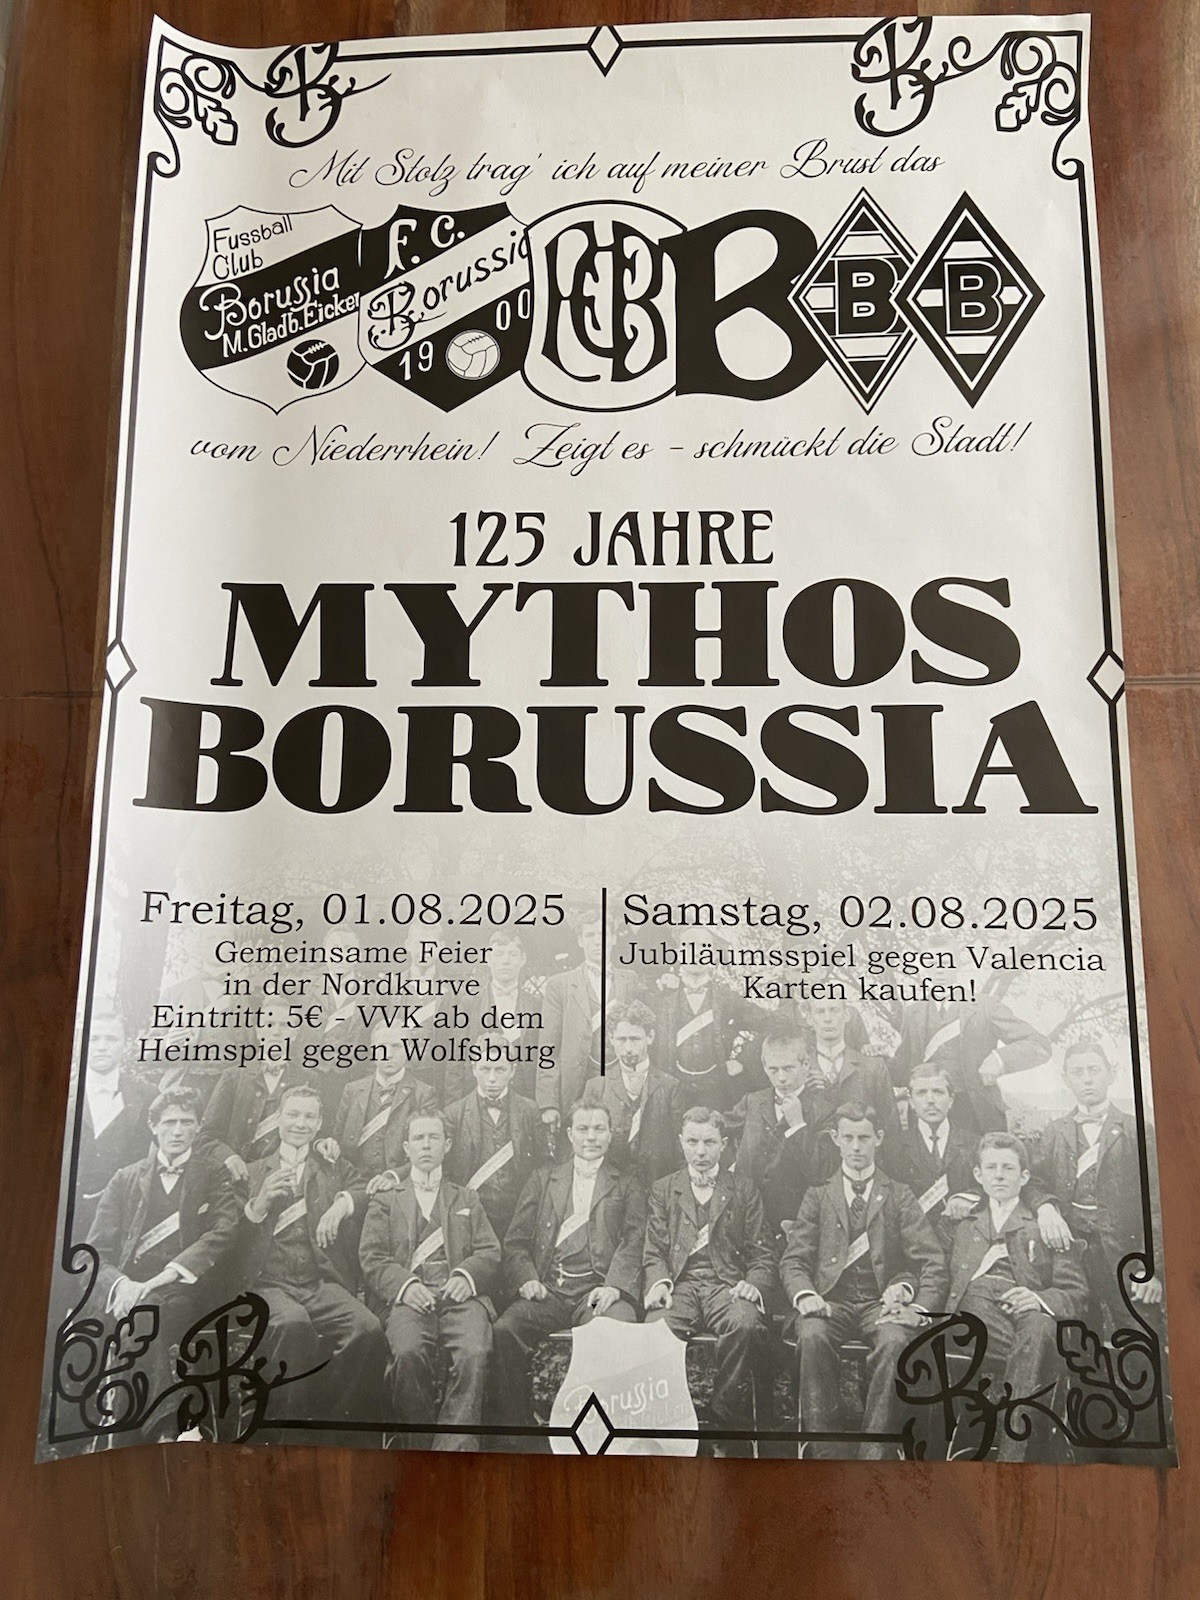 Mit Stolz trag' ich auf meiner Brust das
Fussball
Club
Borussia
M.Gladb.Eicken
F.C.
Borussia
1900
B
B
B
vom Niederrhein! Zeigt es - schmückt die Stadt!
125 JAHRE
MYTHOS
BORUSSIA
Freitag, 01.08.2025
Gemeinsame Feier
in der Nordkurve
Eintritt: 5€ - VVK ab dem
Heimspiel gegen Wolfsburg
Samstag, 02.08.2025
Jubiläumsspiel gegen Valencia
Karten kaufen!
Borussia